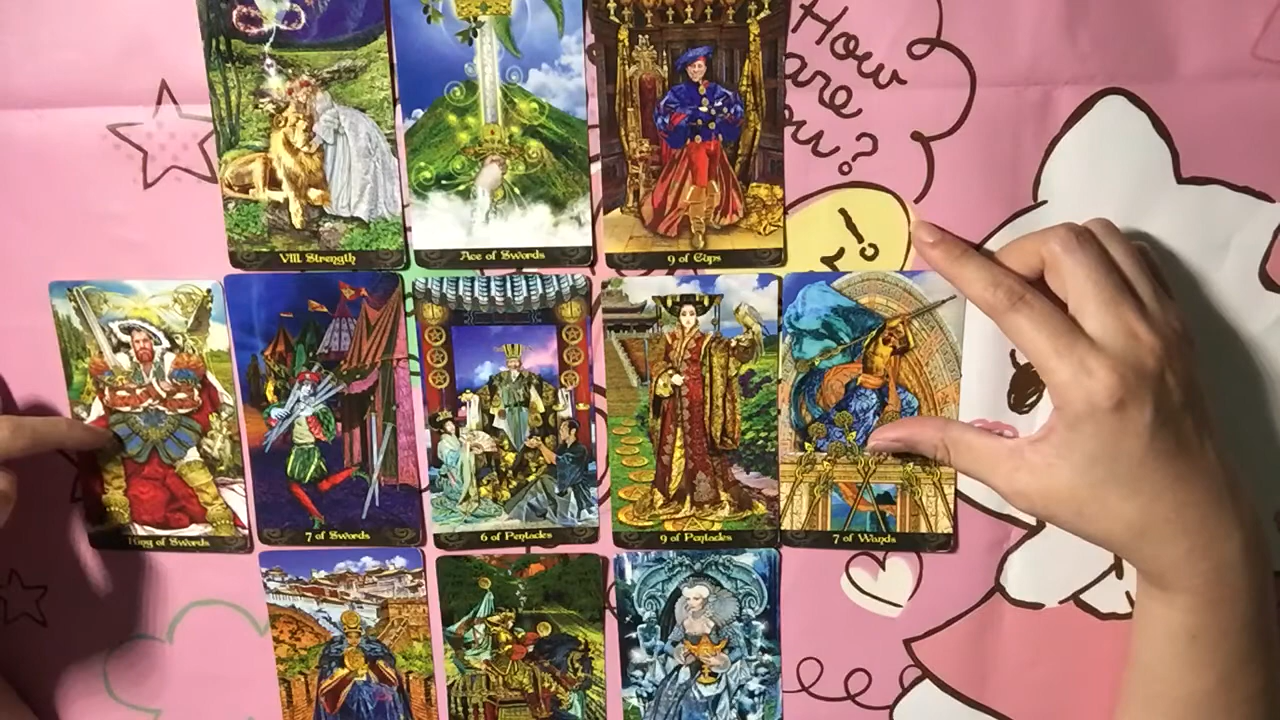 How
are
you?
VIII Strength
Ace of Swords
9 of Cups
King of Swords
7 of Swords
6 of Pentacles
9 of Pentacles
7 of Wands